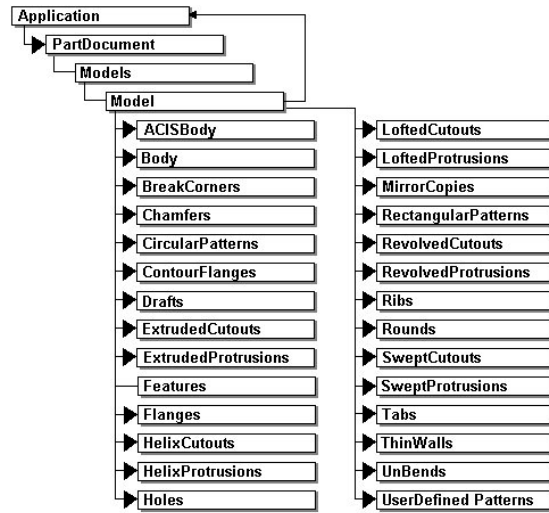 Application
PartDocument
Models
Model
ACISBody
Body
BreakCorners
Chamfers
CircularPatterns
ContourFlanges
Drafts
ExtrudedCutouts
ExtrudedProtrusions
Features
Flanges
HelixCutouts
HelixProtrusions
Holes
LoftedCutouts
LoftedProtrusions
MirrorCopies
RectangularPatterns
RevolvedCutouts
RevolvedProtrusions
Ribs
Rounds
SweptCutouts
SweptProtrusions
Tabs
ThinWalls
UnBends
UserDefined Patterns